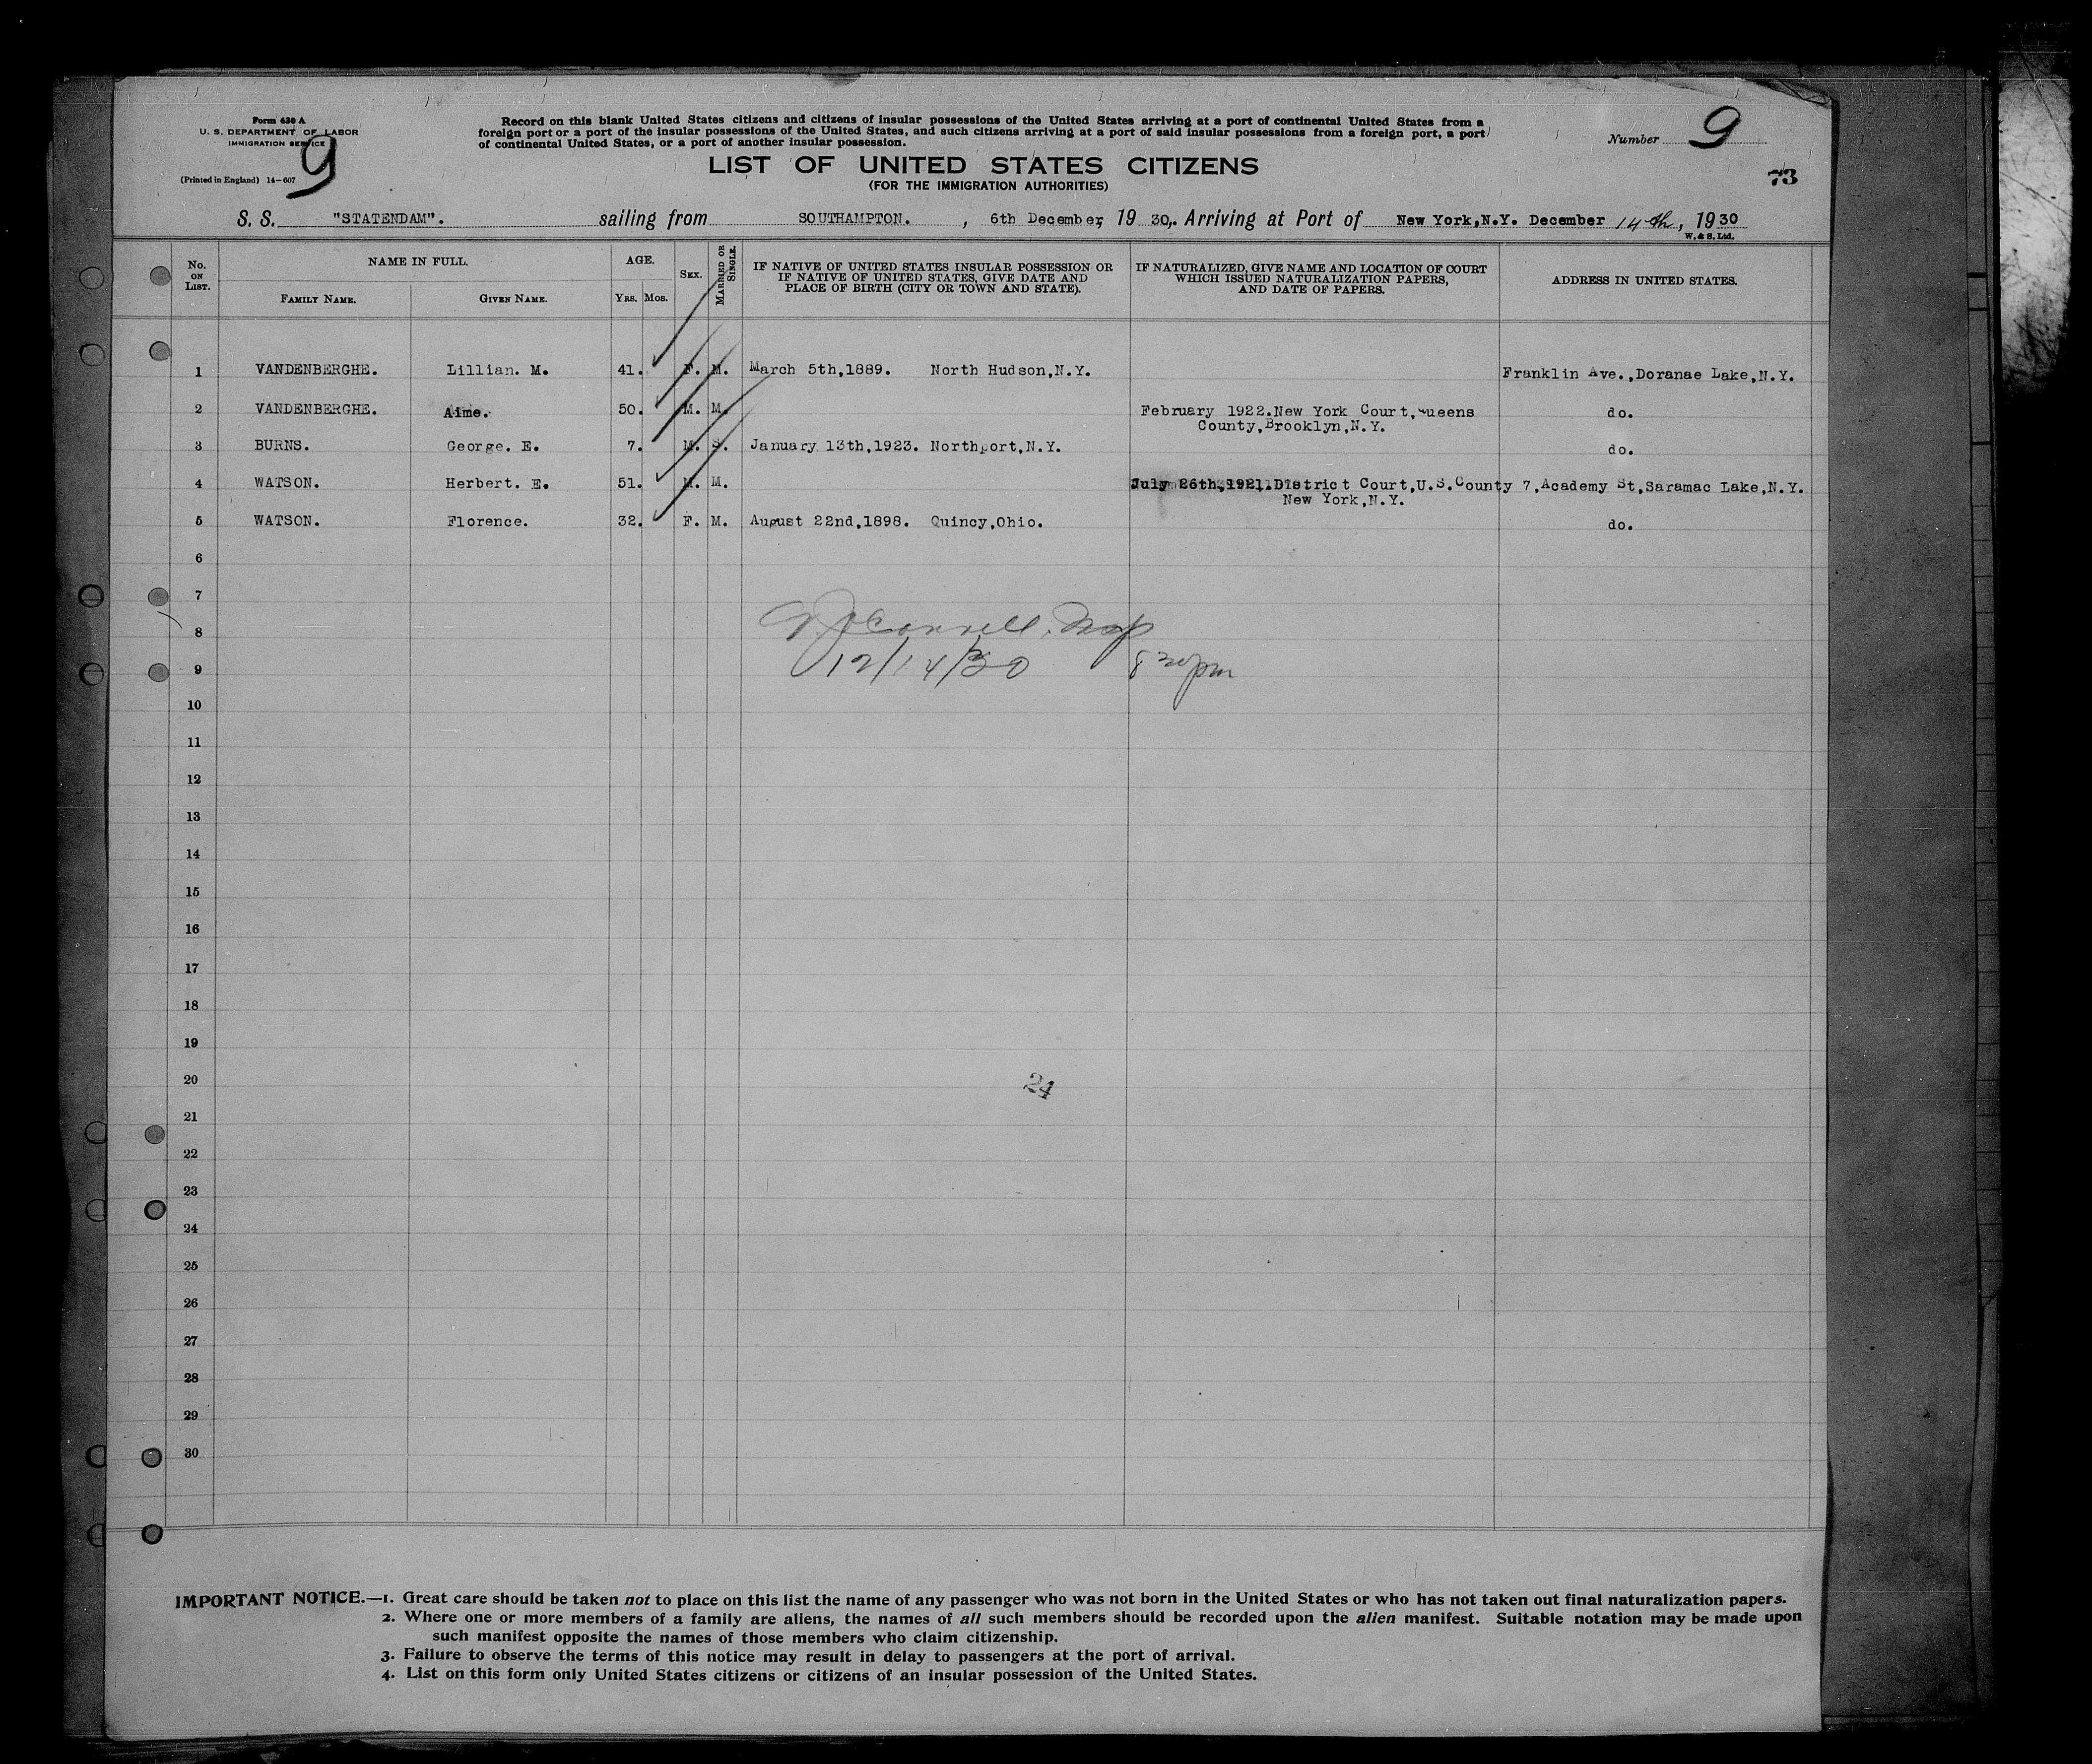 Form 630 A
U. S. DEPARTMENT OF LABOR
IMMIGRATION SERVICE
(Printed in England) 14—607
9
Record on this blank United States citizens and citizens of insular possessions of the United States arriving at a port of continental United States from a
foreign port or a port of the insular possessions of the United States, and such citizens arriving at a port of said insular possessions from a foreign port, a port
of continental United States, or a port of another insular possession.
Number 9
73
LIST OF UNITED STATES CITIZENS
(FOR THE IMMIGRATION AUTHORITIES)
S. S. "STATENDAM". sailing from SOUTHAMPTON. , 6th December, 19 30,. Arriving at Port of New York,N.Y. December 14th, 1930
W. & S. Ltd.
No. ON LIST. NAME IN FULL. AGE. SEX. MARRIED OR SINGLE. IF NATIVE OF UNITED STATES INSULAR POSSESSION OR IF NATIVE OF UNITED STATES, GIVE DATE AND PLACE OF BIRTH (CITY OR TOWN AND STATE). IF NATURALIZED, GIVE NAME AND LOCATION OF COURT WHICH ISSUED NATURALIZATION PAPERS, AND DATE OF PAPERS. ADDRESS IN UNITED STATES.
FAMILY NAME. GIVEN NAME. YRS. MOS.
1 VANDENBERGHE. Lillian. M. 41. F. M. March 5th,1889. North Hudson,N.Y. Franklin Ave.,Doranae Lake,N.Y.
2 VANDENBERGHE. Aime. 50. M. M. February 1922.New York Court,Queens do.
County,Brooklyn,N.Y.
3 BURNS. George. E. 7. M. S. January 13th,1923. Northport,N.Y. do.
4 WATSON. Herbert. E. 51. M. M. July 26th,1921.District Court,U.S.County 7,Academy St,Saramac Lake,N.Y.
New York,N.Y.
5 WATSON. Florence. 32. F. M. August 22nd,1898. Quincy,Ohio. do.
6
7
8
12/14/30 8 20 pm
9
10
11
12
13
14
15
16
17
18
19
20
24
21
22
23
24
25
26
27
28
29
30
IMPORTANT NOTICE.—1. Great care should be taken not to place on this list the name of any passenger who was not born in the United States or who has not taken out final naturalization papers.
2. Where one or more members of a family are aliens, the names of all such members should be recorded upon the alien manifest. Suitable notation may be made upon
such manifest opposite the names of those members who claim citizenship.
3. Failure to observe the terms of this notice may result in delay to passengers at the port of arrival.
4. List on this form only United States citizens or citizens of an insular possession of the United States.